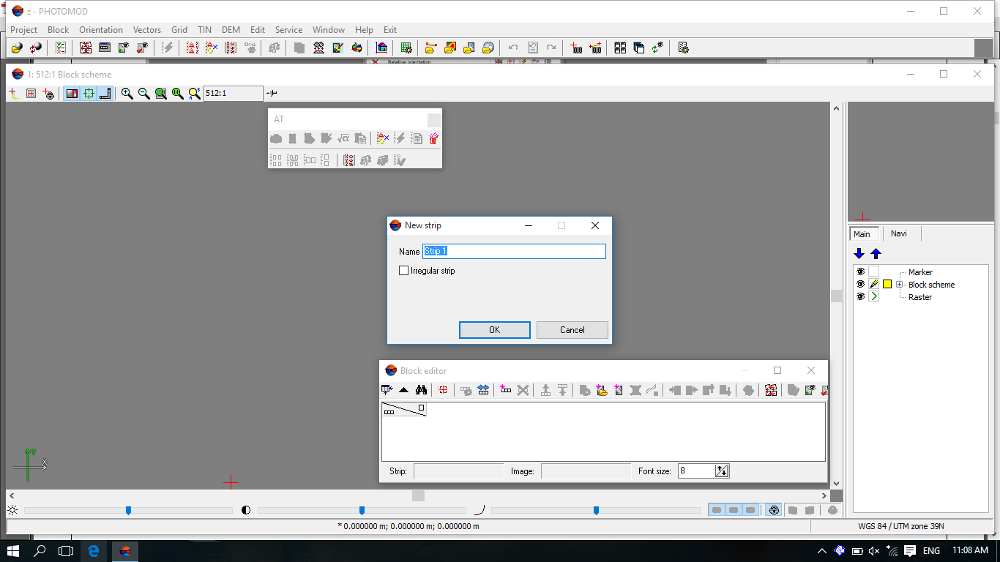 z - PHOTOMOD
Project Block Orientation Vectors Grid TIN DEM Edit Service Window Help Exit
Relative orientation
1: 512:1 Block scheme
512:1
AT
New strip
Name Strip 1
Irregular strip
OK Cancel
Main Navi
Marker
Block scheme
Raster
Block editor
Strip: Image: Font size: 8
Y
X
* 0.000000 m; 0.000000 m; 0.000000 m
WGS 84 / UTM zone 39N
ENG 11:08 AM